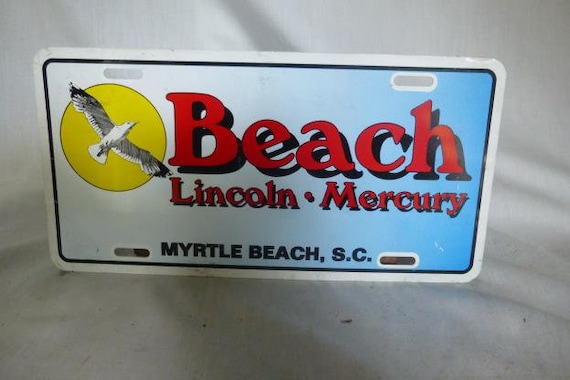 Beach
Lincoln • Mercury
MYRTLE BEACH, S.C.